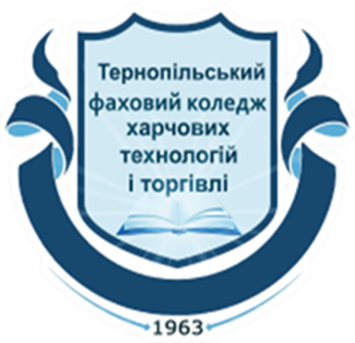 Тернопільський
фаховий коледж
харчових
технологій
і торгівлі
1963